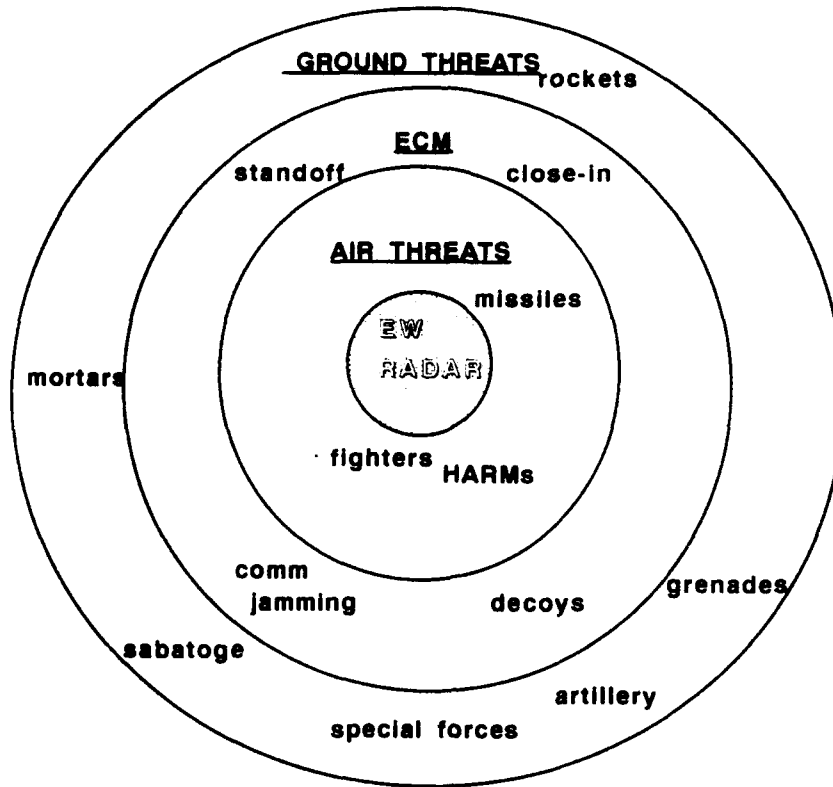 GROUND THREATS
rockets
ECM
standoff
close-in
AIR THREATS
missiles
EW
RADAR
mortars
fighters
HARMs
comm
jamming
decoys
grenades
sabatoge
artillery
special forces